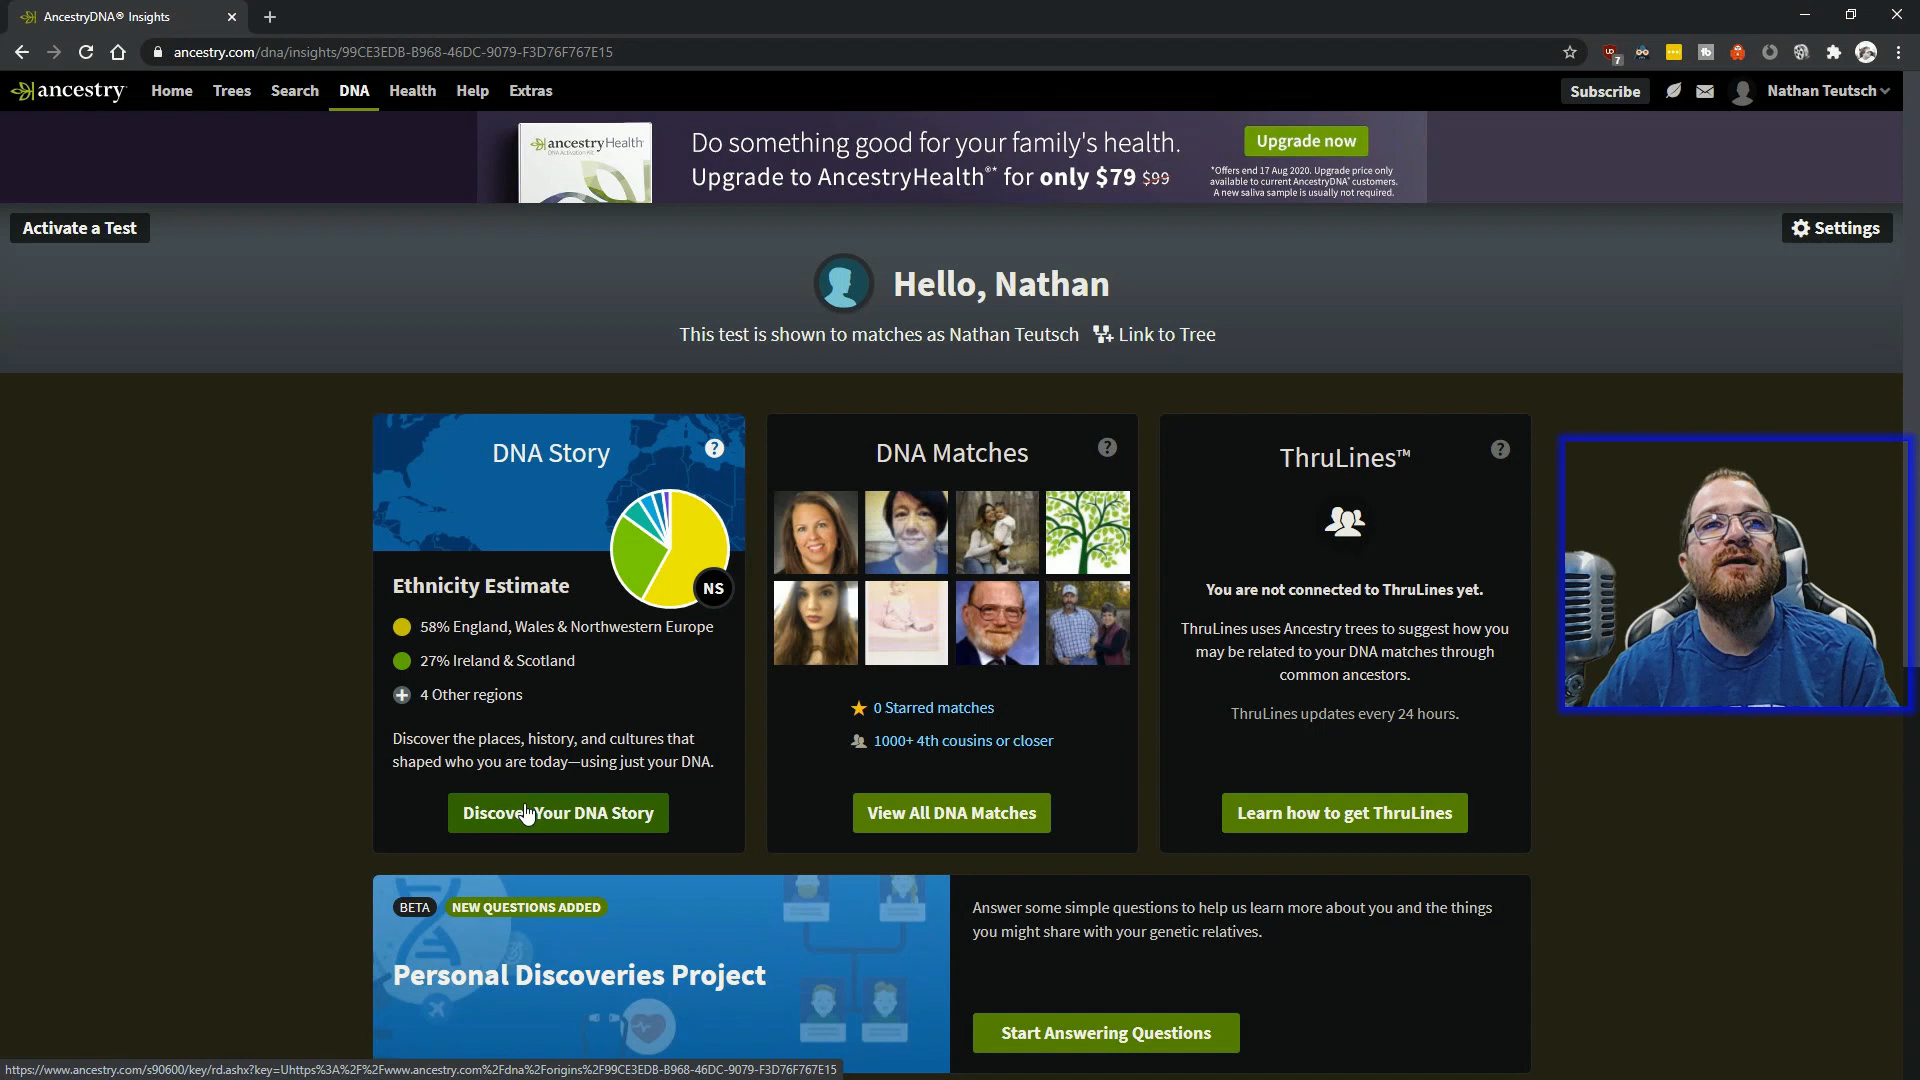 AncestryDNA® Insights
ancestry.com/dna/insights/99CE3EDB-B968-46DC-9079-F3D76F767E15
7
ancestry
Home Trees Search DNA Health Help Extras
Subscribe
Nathan Teutsch
ancestryHealth
DNA Activation Kit
Do something good for your family's health.
Upgrade to AncestryHealth®* for only $79 $99
Upgrade now
*Offers end 17 Aug 2020. Upgrade price only
available to current AncestryDNA® customers.
A new saliva sample is usually not required.
Activate a Test
Settings
Hello, Nathan
This test is shown to matches as Nathan Teutsch Link to Tree
DNA Story
?
NS
Ethnicity Estimate
58% England, Wales & Northwestern Europe
27% Ireland & Scotland
4 Other regions
Discover the places, history, and cultures that
shaped who you are today—using just your DNA.
Discover Your DNA Story
DNA Matches
?
0 Starred matches
1000+ 4th cousins or closer
View All DNA Matches
ThruLines™
?
You are not connected to ThruLines yet.
ThruLines uses Ancestry trees to suggest how you
may be related to your DNA matches through
common ancestors.
ThruLines updates every 24 hours.
Learn how to get ThruLines
BETA NEW QUESTIONS ADDED
Personal Discoveries Project
Answer some simple questions to help us learn more about you and the things
you might share with your genetic relatives.
Start Answering Questions
https://www.ancestry.com/s90600/key/rd.ashx?key=Uhttps%3A%2F%2Fwww.ancestry.com%2Fdna%2Forigins%2F99CE3EDB-B968-46DC-9079-F3D76F767E15